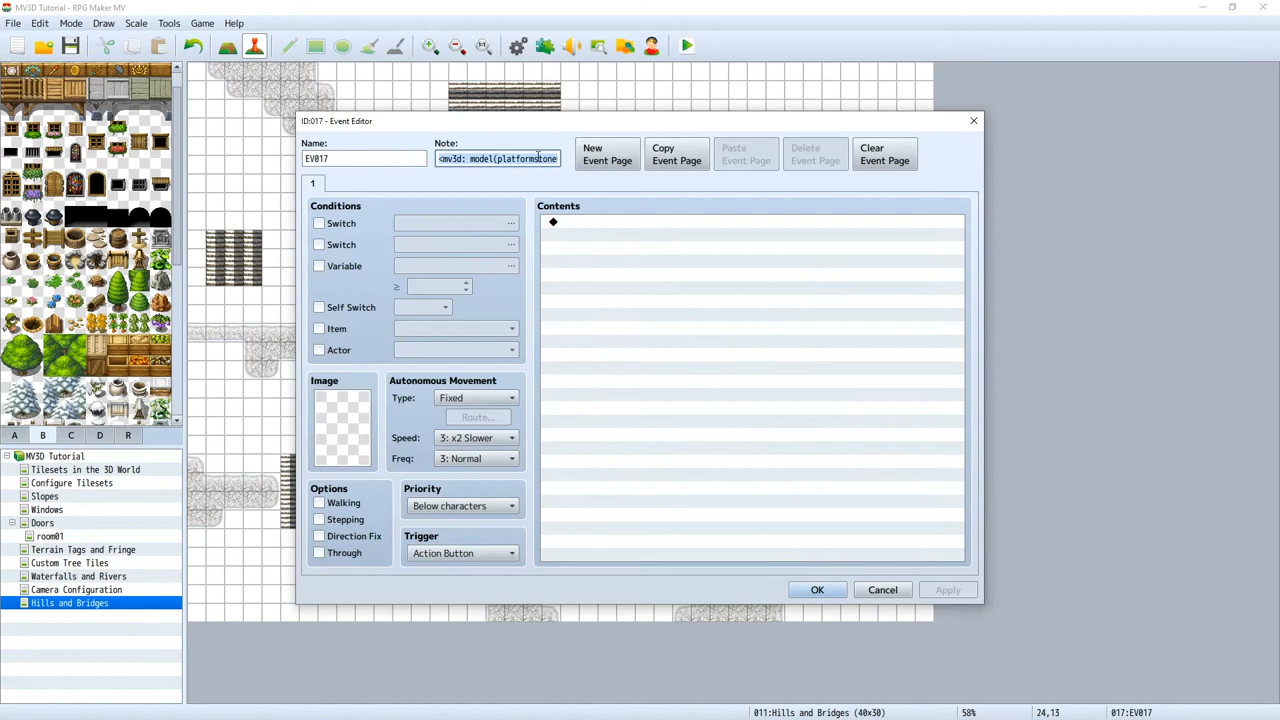 MV3D Tutorial - RPG Maker MV
File Edit Mode Draw Scale Tools Game Help
ID:017 - Event Editor
Name:
Note:
EV017
<mv3d: model(platformstone
New
Event Page
Copy
Event Page
Paste
Event Page
Delete
Event Page
Clear
Event Page
1
Conditions
Switch
Switch
Variable
≥
Self Switch
Item
Actor
Image
Autonomous Movement
Type: Fixed
Route...
Speed: 3: x2 Slower
Freq: 3: Normal
Options
Walking
Stepping
Direction Fix
Through
Priority
Below characters
Trigger
Action Button
Contents
OK Cancel Apply
A B C D R
MV3D Tutorial
Tilesets in the 3D World
Configure Tilesets
Slopes
Windows
Doors
room01
Terrain Tags and Fringe
Custom Tree Tiles
Waterfalls and Rivers
Camera Configuration
Hills and Bridges
011:Hills and Bridges (40x30) 58% 24,13 017:EV017